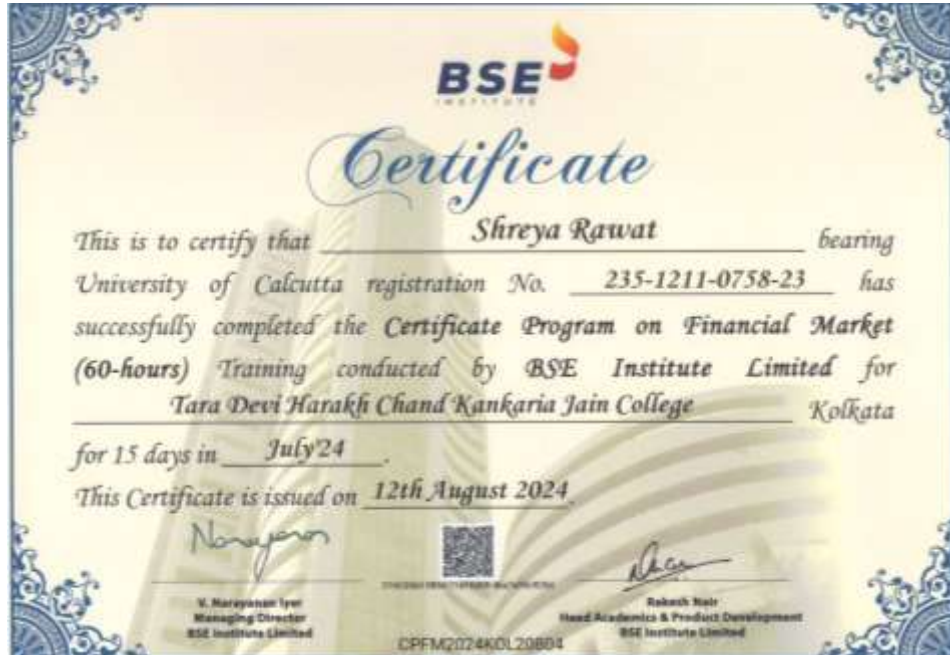 BSE
INSTITUTE
Certificate
This is to certify that Shreya Rawat bearing
University of Calcutta registration No. 235-1211-0758-23 has
successfully completed the Certificate Program on Financial Market
(60-hours) Training conducted by BSE Institute Limited for
Tara Devi Harakh Chand Kankaria Jain College Kolkata
for 15 days in July'24.
This Certificate is issued on 12th August 2024.
Narayanan
V. Narayanan Iyer
Managing Director
BSE Institute Limited
Rakesh Nair
Head Academics & Product Development
BSE Institute Limited
CPFM2024KOL20804